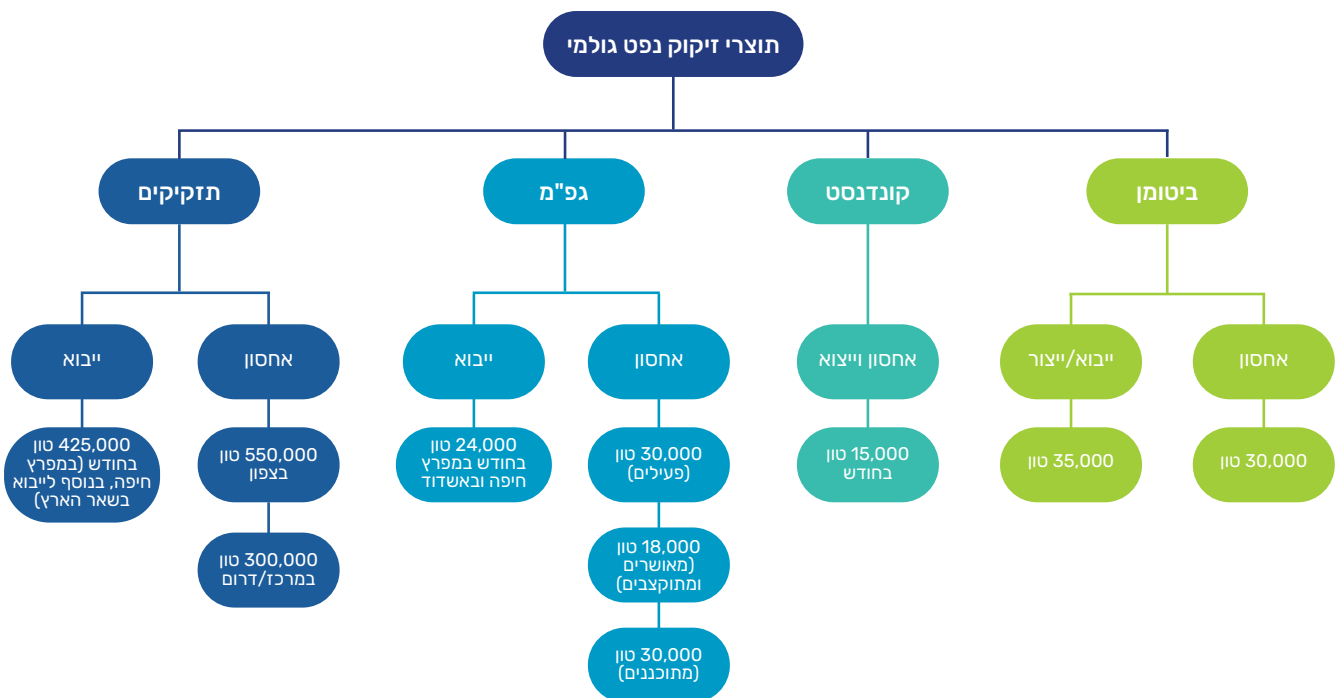 תוצרי זיקוק נפט גולמי
ביטומן
קונדנסט
גפ"מ
תזקיקים
אחסון
ייבוא/ייצור
אחסון וייצוא
אחסון
ייבוא
אחסון
ייבוא
30,000 טון
35,000 טון
15,000 טון
בחודש
30,000 טון
(פעילים)
24,000 טון
בחודש במפרץ
חיפה ובאשדוד
550,000 טון
בצפון
425,000 טון
בחודש (במפרץ
חיפה, בנוסף לייבוא
בשאר הארץ)
18,000 טון
(מאושרים
ומתוקצבים)
300,000 טון
במרכז/דרום
30,000 טון
(מתוכננים)